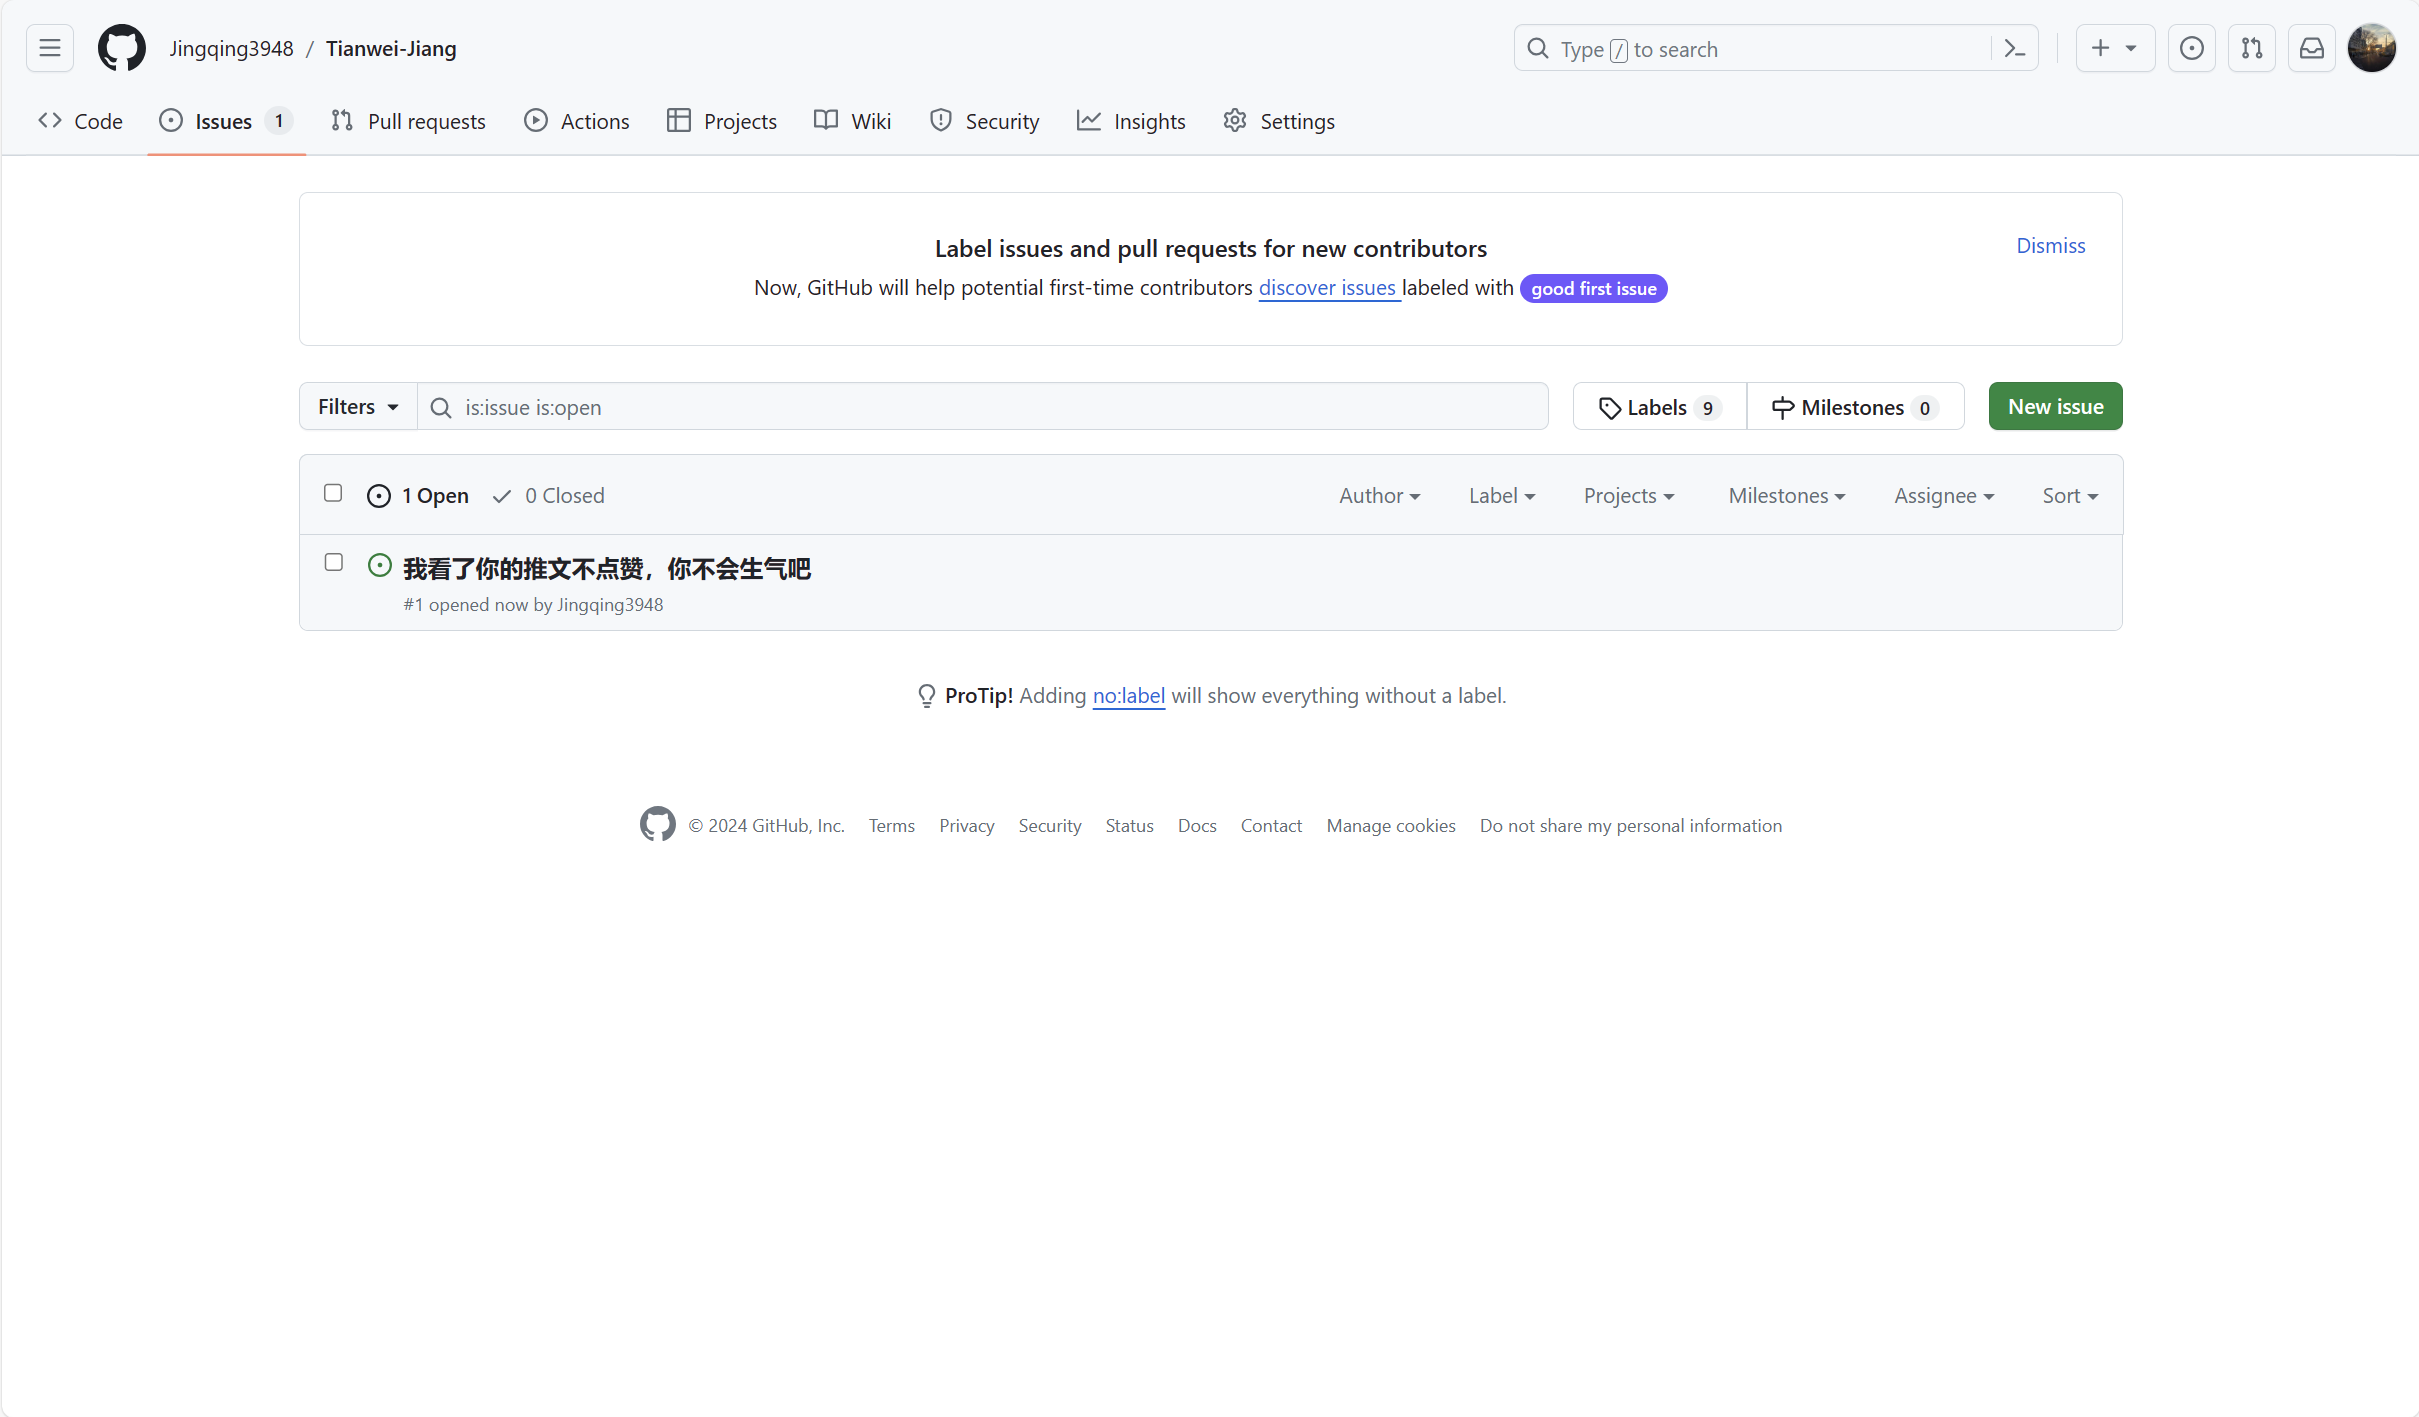 Jingqing3948 / Tianwei-Jiang
Type / to search
Code
Issues 1
Pull requests
Actions
Projects
Wiki
Security
Insights
Settings
Label issues and pull requests for new contributors
Dismiss
Now, GitHub will help potential first-time contributors discover issues labeled with good first issue
Filters
is:issue is:open
Labels 9
Milestones 0
New issue
1 Open
0 Closed
Author
Label
Projects
Milestones
Assignee
Sort
我看了你的推文不点赞，你不会生气吧
#1 opened now by Jingqing3948
ProTip! Adding no:label will show everything without a label.
© 2024 GitHub, Inc.
Terms
Privacy
Security
Status
Docs
Contact
Manage cookies
Do not share my personal information